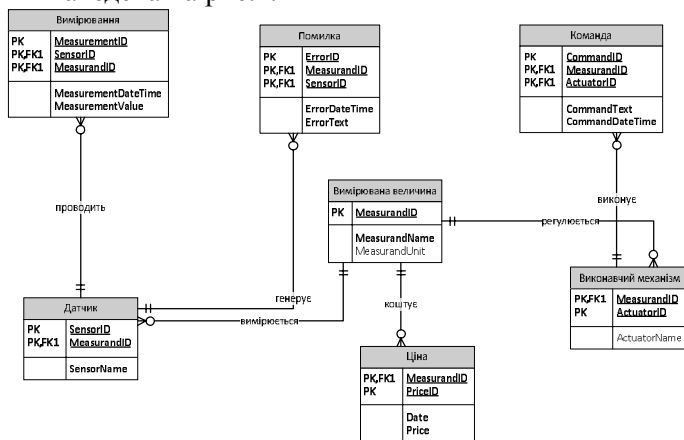 Вимірювання
PK MeasurementID
PK,FK1 SensorID
PK,FK1 MeasurandID
MeasurementDateTime
MeasurementValue
Помилка
PK ErrorID
PK,FK1 MeasurandID
PK,FK1 SensorID
ErrorDateTime
ErrorText
Команда
PK CommandID
PK,FK1 MeasurandID
PK,FK1 ActuatorID
CommandText
CommandDateTime
проводить
Вимірювана величина
PK MeasurandID
MeasurandName
MeasurandUnit
виконує
регулюється
Датчик
PK SensorID
PK,FK1 MeasurandID
SensorName
генерує
вимірюється
коштує
Виконавчий механізм
PK,FK1 MeasurandID
PK ActuatorID
ActuatorName
Ціна
PK,FK1 MeasurandID
PK PriceID
Date
Price